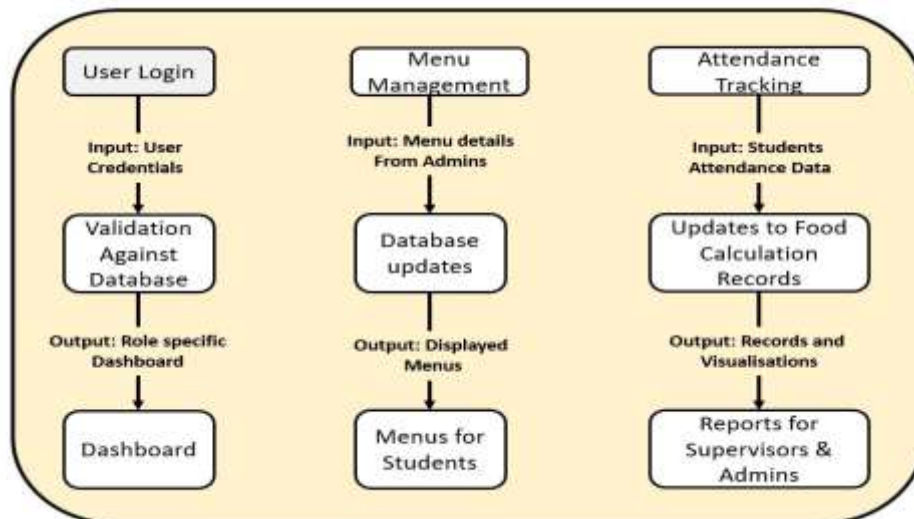 User Login
Input: User
Credentials
Validation
Against
Database
Output: Role specific
Dashboard
Dashboard
Menu
Management
Input: Menu details
From Admins
Database
updates
Output: Displayed
Menus
Menus for
Students
Attendance
Tracking
Input: Students
Attendance Data
Updates to Food
Calculation
Records
Output: Records and
Visualisations
Reports for
Supervisors &
Admins